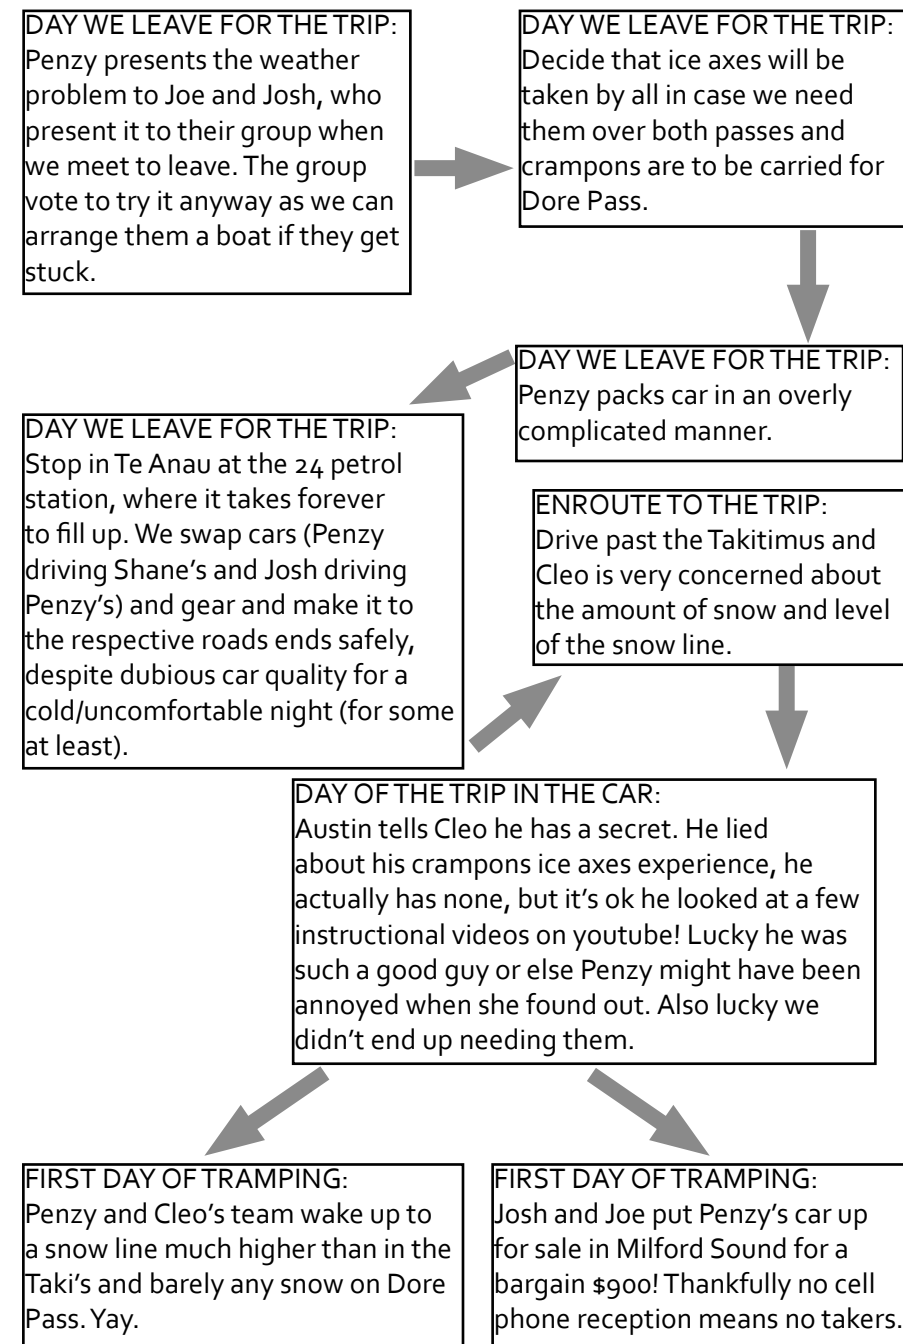 DAY WE LEAVE FOR THE TRIP:
Penzy presents the weather
problem to Joe and Josh, who
present it to their group when
we meet to leave. The group
vote to try it anyway as we can
arrange them a boat if they get
stuck.
DAY WE LEAVE FOR THE TRIP:
Decide that ice axes will be
taken by all in case we need
them over both passes and
crampons are to be carried for
Dore Pass.
DAY WE LEAVE FOR THE TRIP:
Penzy packs car in an overly
complicated manner.
DAY WE LEAVE FOR THE TRIP:
Stop in Te Anau at the 24 petrol
station, where it takes forever
to fill up. We swap cars (Penzy
driving Shane's and Josh driving
Penzy's) and gear and make it to
the respective roads ends safely,
despite dubious car quality for a
cold/uncomfortable night (for some
at least).
ENROUTE TO THE TRIP:
Drive past the Takitimus and
Cleo is very concerned about
the amount of snow and level
of the snow line.
DAY OF THE TRIP IN THE CAR:
Austin tells Cleo he has a secret. He lied
about his crampons ice axes experience, he
actually has none, but it's ok he looked at a few
instructional videos on youtube! Lucky he was
such a good guy or else Penzy might have been
annoyed when she found out. Also lucky we
didn't end up needing them.
FIRST DAY OF TRAMPING:
Penzy and Cleo's team wake up to
a snow line much higher than in the
Taki's and barely any snow on Dore
Pass. Yay.
FIRST DAY OF TRAMPING:
Josh and Joe put Penzy's car up
for sale in Milford Sound for a
bargain $900! Thankfully no cell
phone reception means no takers.